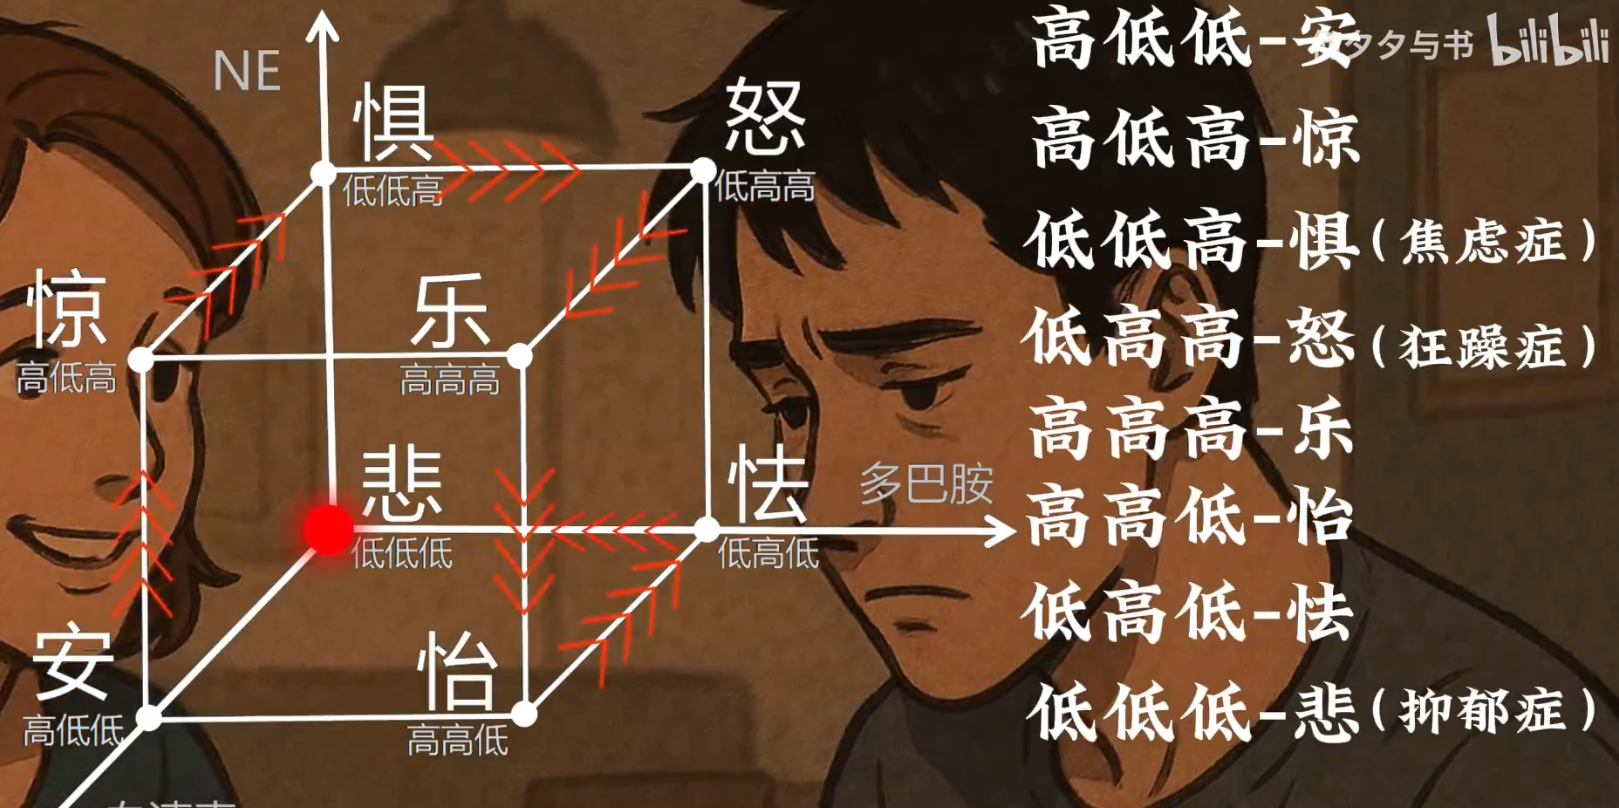 NE
惧
低低高
怒
低高高
惊
高低高
乐
高高高
悲
低低低
怯
低高低
多巴胺
安
高低低
怡
高高低
高低低-安
夕夕与书 bilibili
高低高-惊
低低高-惧(焦虑症)
低高高-怒(狂躁症)
高高高-乐
高高低-怡
低高低-怯
低低低-悲(抑郁症)